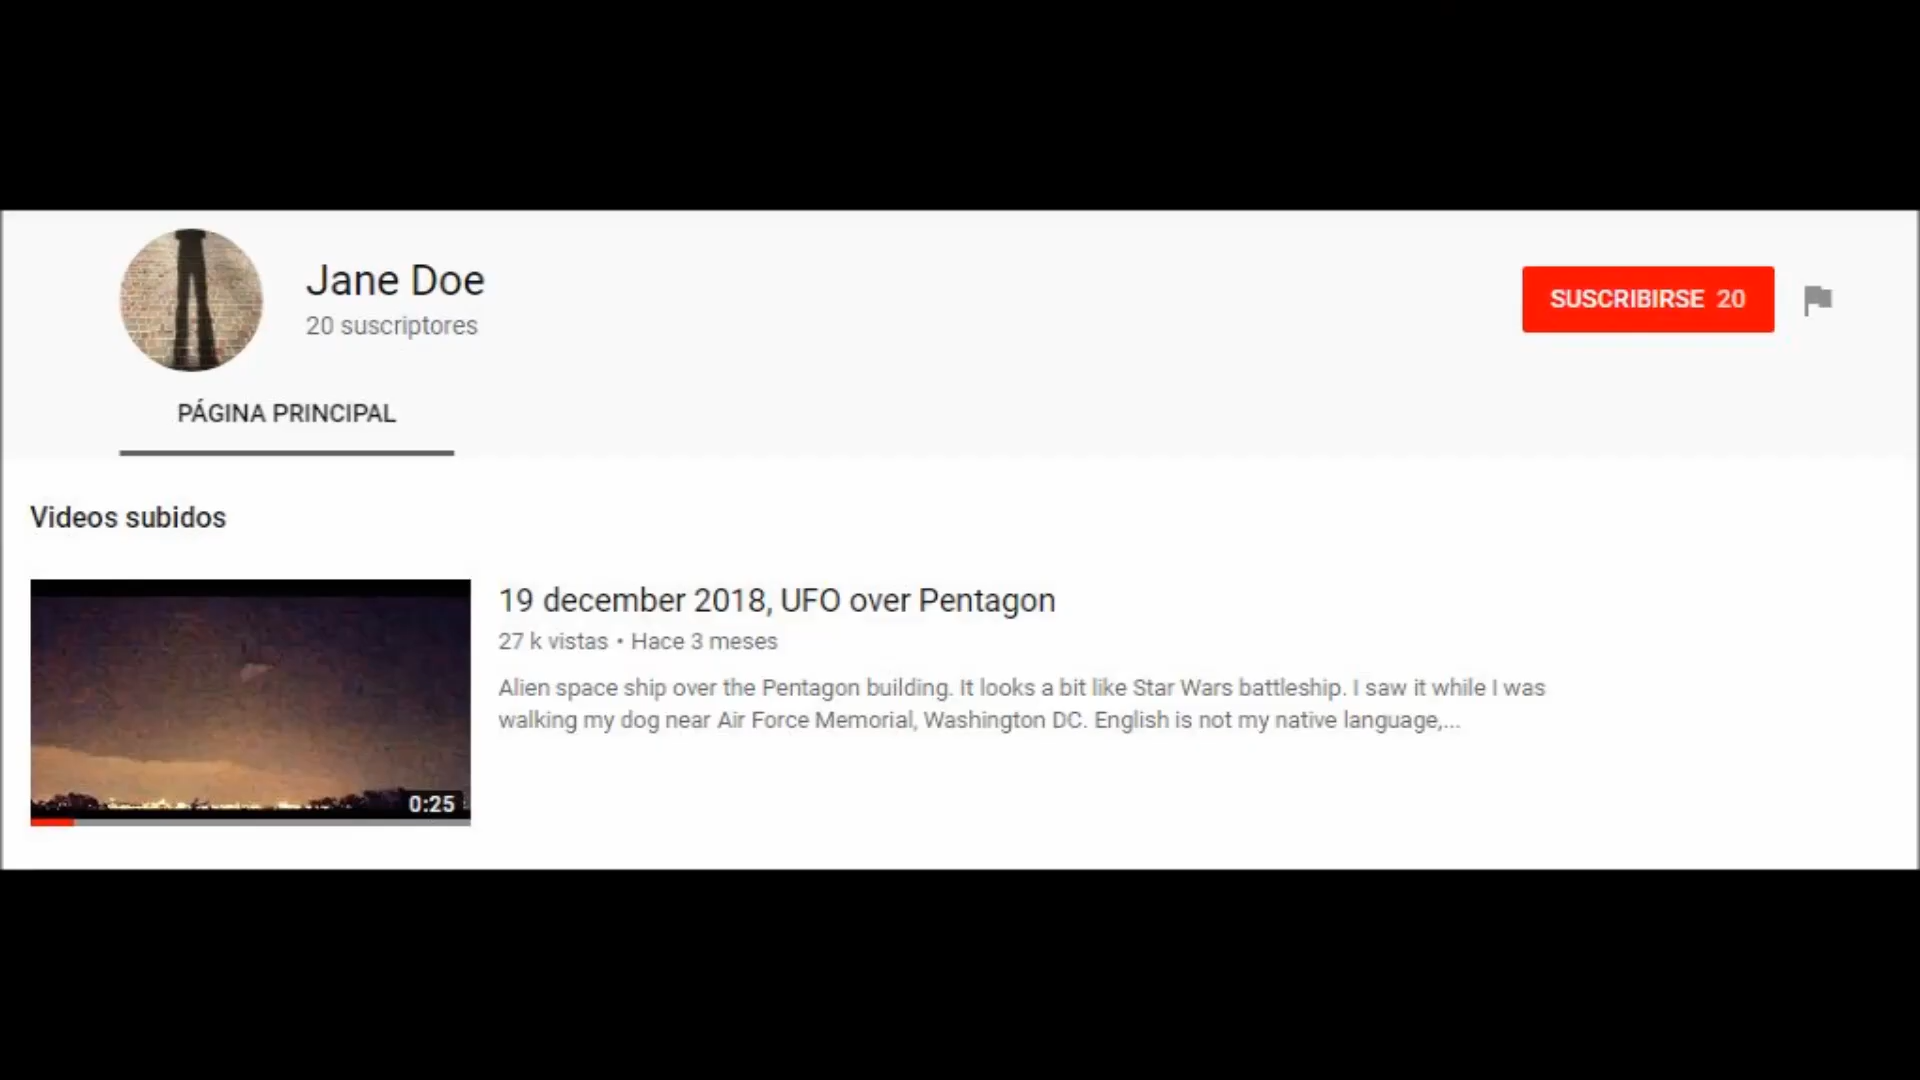 Jane Doe
20 suscriptores
SUSCRIBIRSE 20
PÁGINA PRINCIPAL
Videos subidos
19 december 2018, UFO over Pentagon
27 k vistas • Hace 3 meses
Alien space ship over the Pentagon building. It looks a bit like Star Wars battleship. I saw it while I was
walking my dog near Air Force Memorial, Washington DC. English is not my native language,...
0:25